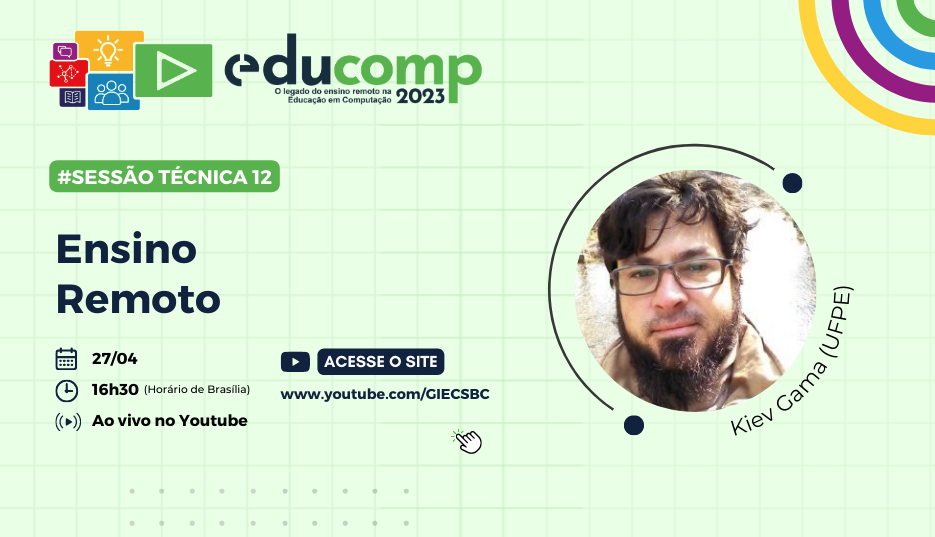 educomp
O legado do ensino remoto na
Educação em Computação
2023
#SESSÃO TÉCNICA 12
Ensino
Remoto
27/04
16h30 (Horário de Brasília)
Ao vivo no Youtube
ACESSE O SITE
www.youtube.com/GIECSBC
Kiev Gama (UFPE)